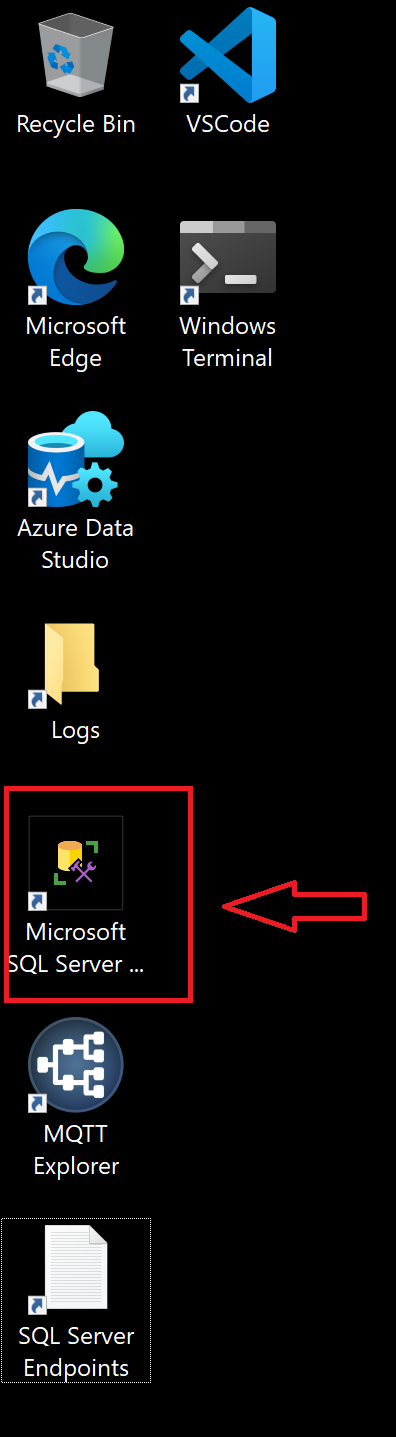 Recycle Bin
VSCode
Microsoft
Edge
Windows
Terminal
Azure Data
Studio
Logs
Microsoft
SQL Server ...
MQTT
Explorer
SQL Server
Endpoints